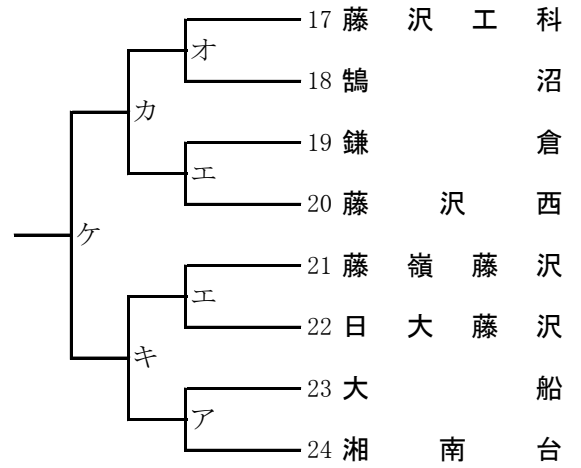 17 藤沢工科
オ
18 鵠沼
カ
19 鎌倉
エ
20 藤沢西
ケ
21 藤嶺藤沢
エ
22 日大藤沢
キ
23 大船
ア
24 湘南台